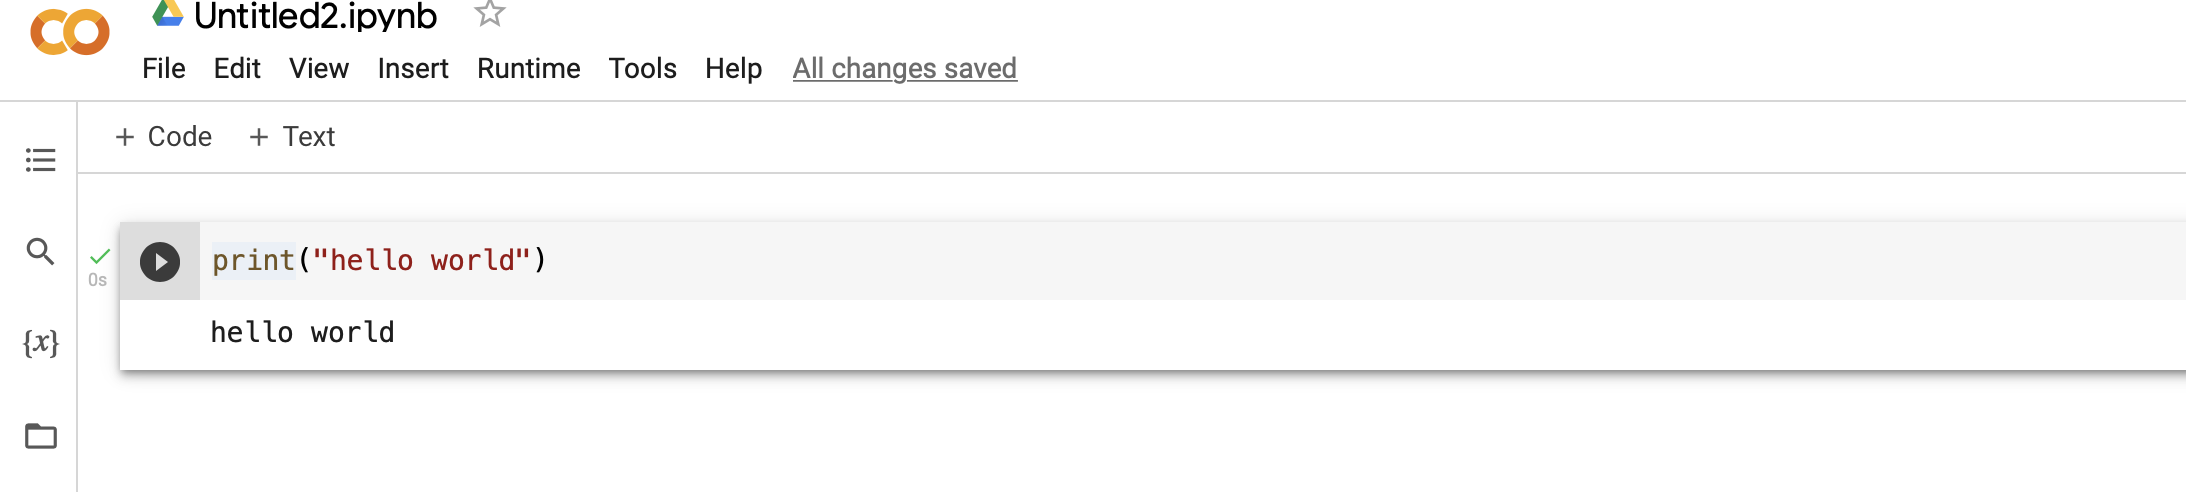 Untitled2.ipynb
File Edit View Insert Runtime Tools Help All changes saved
+ Code + Text
print("hello world")
0s
hello world
{x}